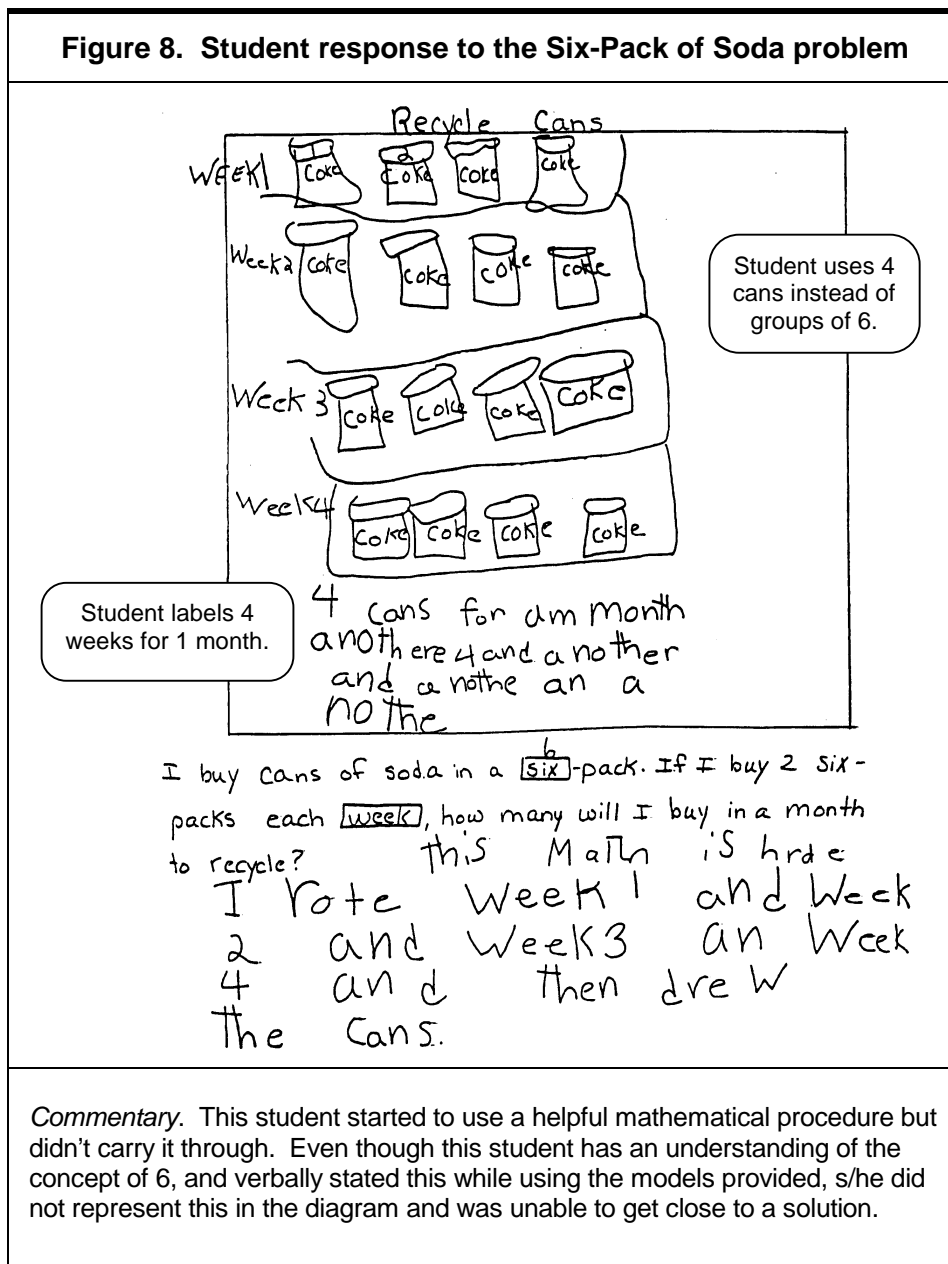 Figure 8. Student response to the Six-Pack of Soda problem
Recycle Cans
WEEK1 Coke 2 Coke Coke Coke
Week2 Coke Coke Coke Coke
Student uses 4
cans instead of
groups of 6.
Week 3 Coke Coke Coke Coke
Week4 Coke Coke Coke Coke
Student labels 4
weeks for 1 month.
4 cans for am month
anothere 4 and another
and a nothe an a
nothe
6
I buy cans of soda in a six-pack. If I buy 2 six-
packs each week, how many will I buy in a month
to recycle? this Math is hrde
I rote Week 1 and Week
2 and Week3 an Week
4 and then drew
The Cans.
Commentary. This student started to use a helpful mathematical procedure but
didn't carry it through. Even though this student has an understanding of the
concept of 6, and verbally stated this while using the models provided, s/he did
not represent this in the diagram and was unable to get close to a solution.